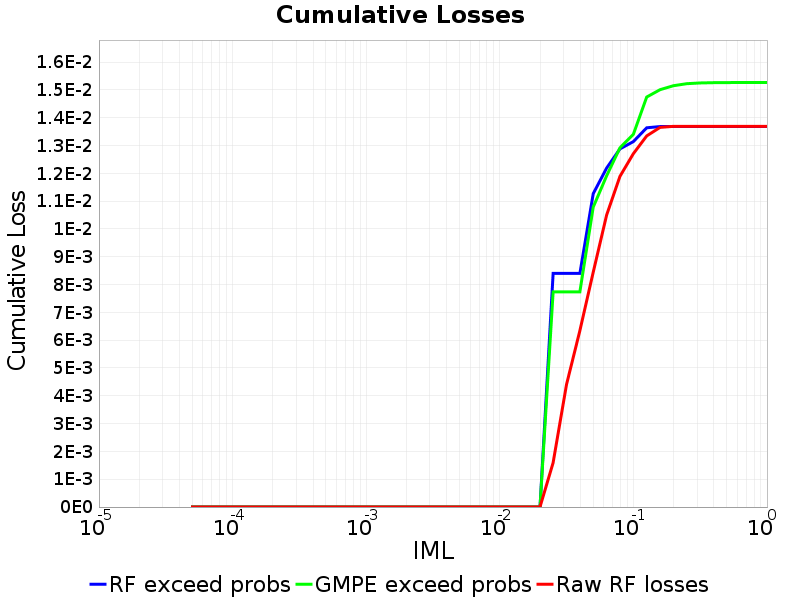 Cumulative Losses
Cumulative Loss
1.6E-2
1.5E-2
1.4E-2
1.3E-2
1.2E-2
1.1E-2
1E-2
9E-3
8E-3
7E-3
6E-3
5E-3
4E-3
3E-3
2E-3
1E-3
0E0
10^-5 10^-4 10^-3 10^-2 10^-1 10^0
IML
RF exceed probs GMPE exceed probs Raw RF losses